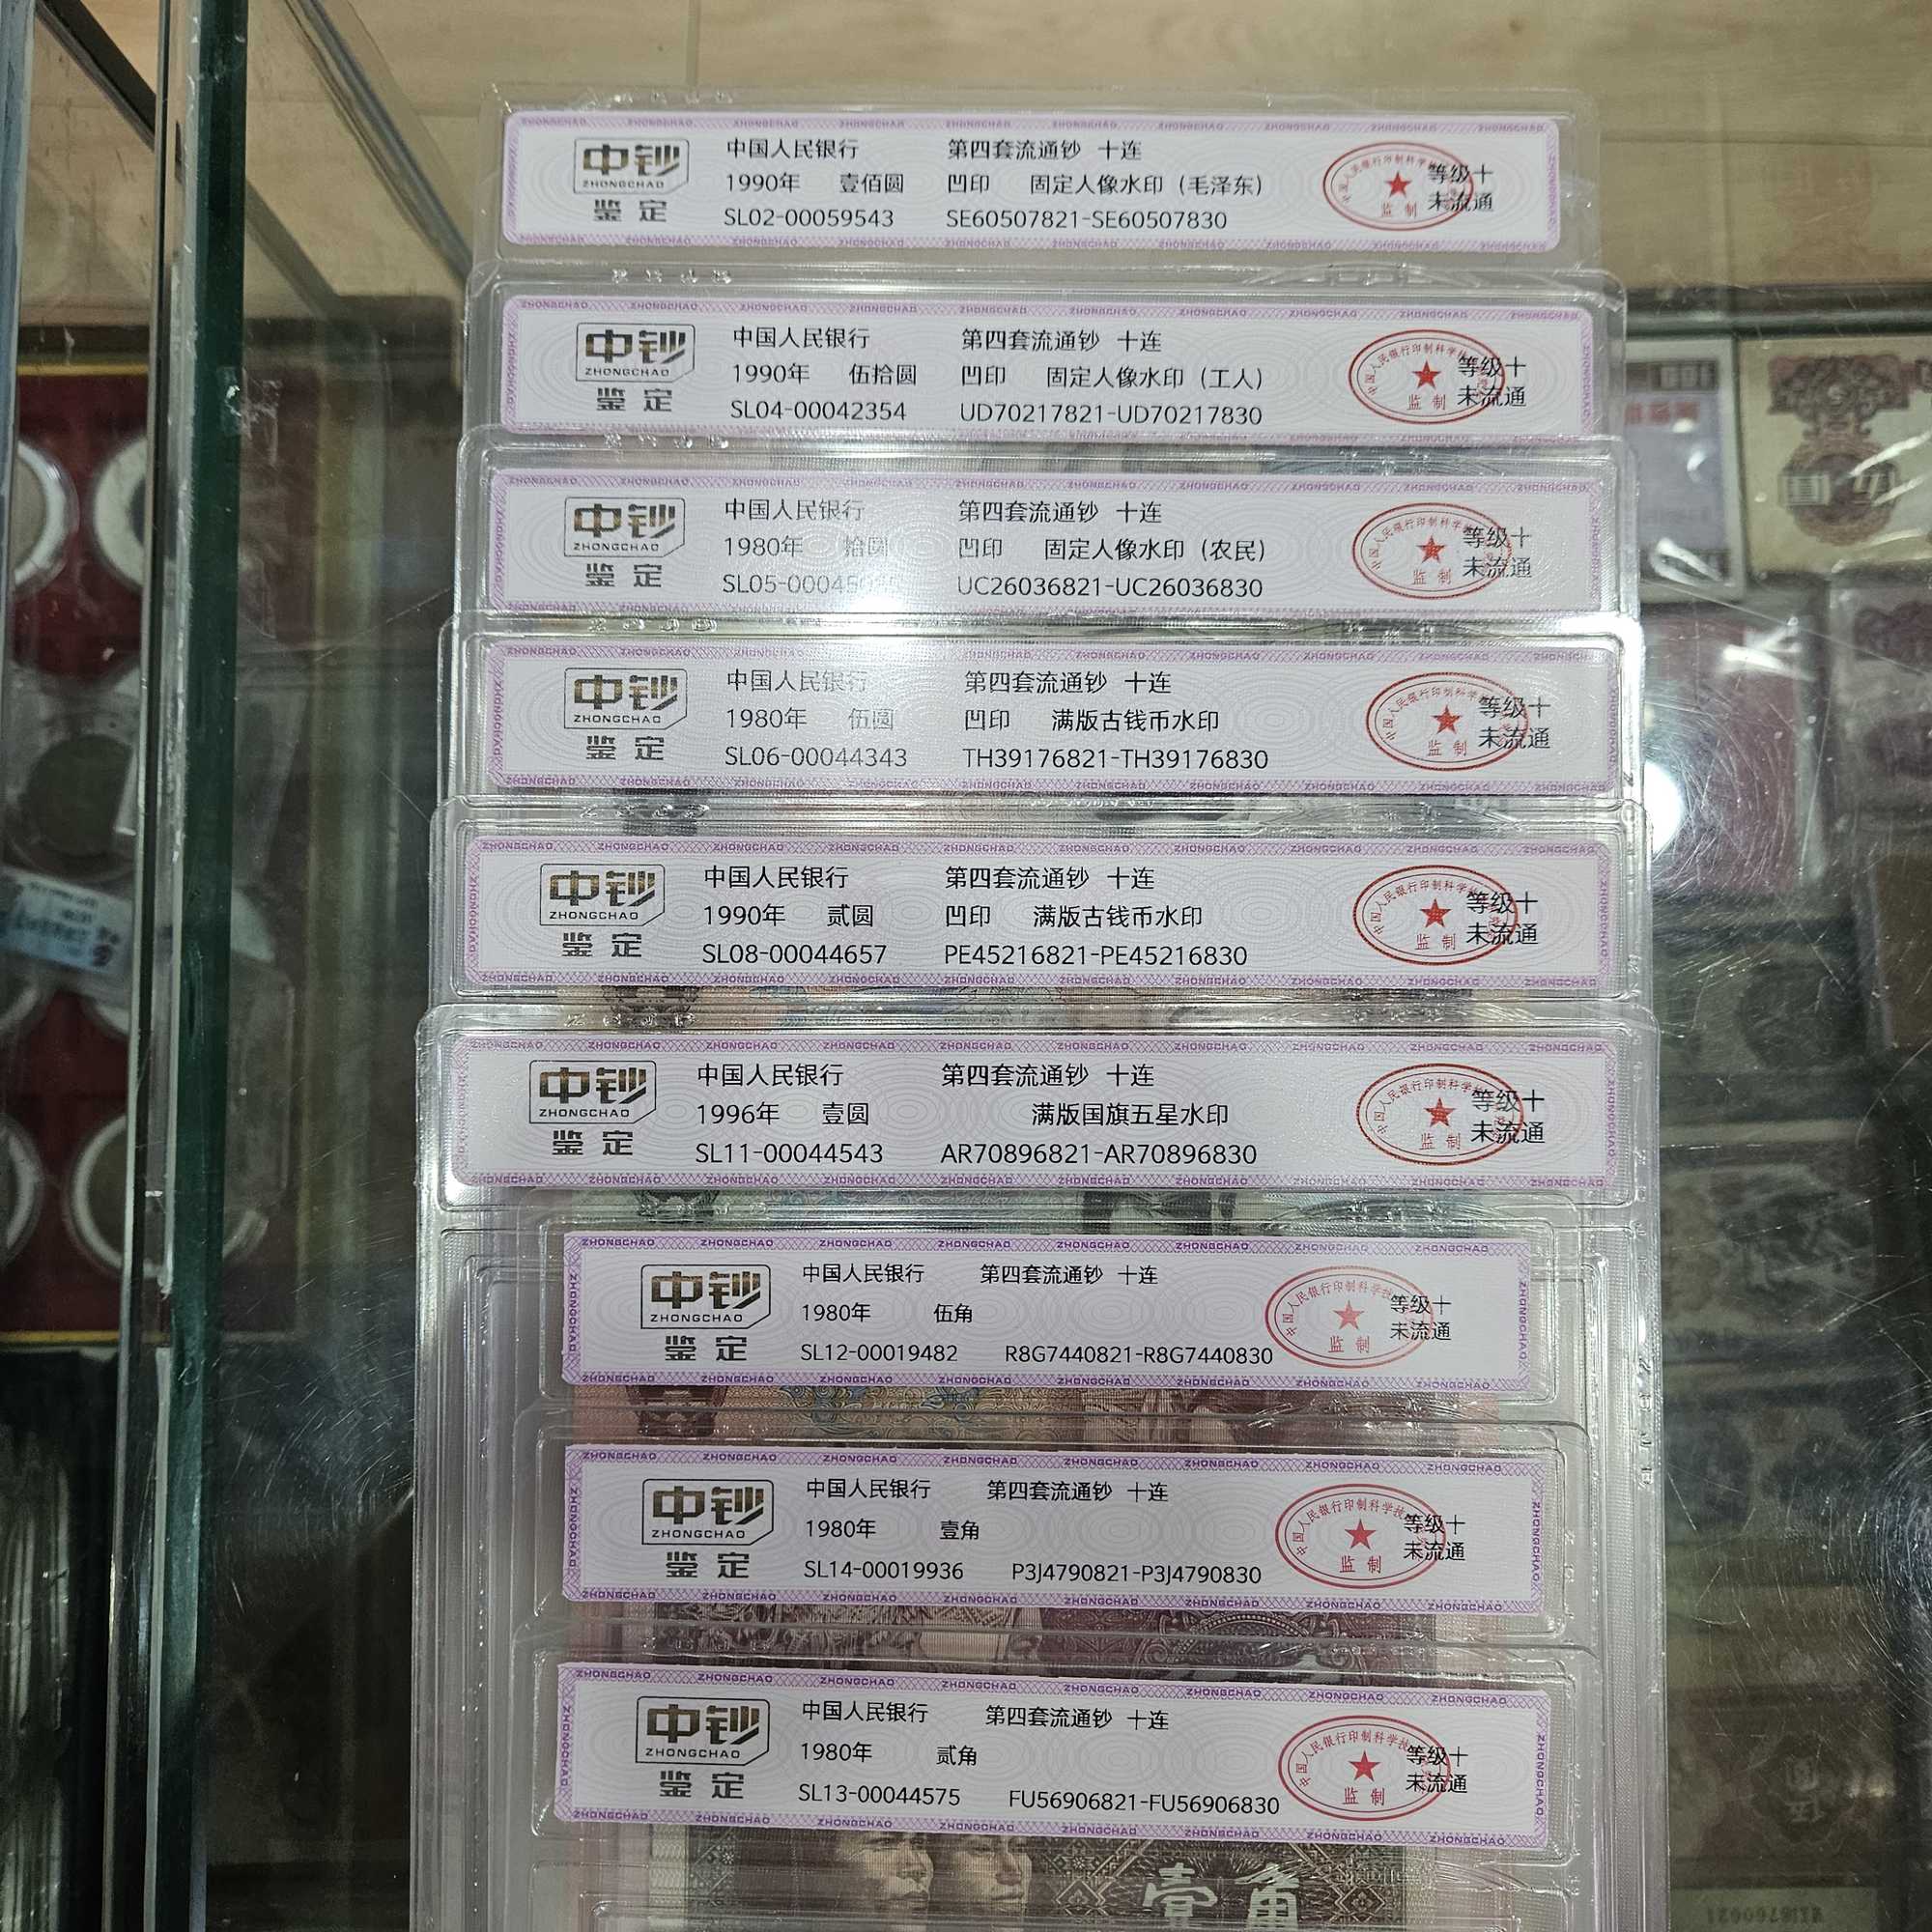 中钞
ZHONGCHAO
鉴定
中国人民银行 第四套流通钞 十连
1990年 壹佰圆 凹印 固定人像水印（毛泽东）
SL02-00059543 SE60507821-SE60507830
监制
等级十
未流通
中钞
ZHONGCHAO
鉴定
中国人民银行 第四套流通钞 十连
1990年 伍拾圆 凹印 固定人像水印（工人）
SL04-00042354 UD70217821-UD70217830
监制
等级十
未流通
中钞
ZHONGCHAO
鉴定
中国人民银行 第四套流通钞 十连
1980年 拾圆 凹印 固定人像水印（农民）
UC26036821-UC26036830
监制
等级十
未流通
中钞
ZHONGCHAO
鉴定
中国人民银行 第四套流通钞 十连
1980年 伍圆 凹印 满版古钱币水印
SL06-00044343 TH39176821-TH39176830
监制
等级十
未流通
中钞
ZHONGCHAO
鉴定
中国人民银行 第四套流通钞 十连
1990年 贰圆 凹印 满版古钱币水印
SL08-00044657 PE45216821-PE45216830
监制
等级十
未流通
中钞
ZHONGCHAO
鉴定
中国人民银行 第四套流通钞 十连
1996年 壹圆 满版国旗五星水印
SL11-00044543 AR70896821-AR70896830
监制
等级十
未流通
中钞
ZHONGCHAO
鉴定
中国人民银行 第四套流通钞 十连
1980年 伍角
SL12-00019482 R8G7440821-R8G7440830
监制
等级十
未流通
中钞
ZHONGCHAO
鉴定
中国人民银行 第四套流通钞 十连
1980年 壹角
SL14-00019936 P3J4790821-P3J4790830
监制
等级十
未流通
中钞
ZHONGCHAO
鉴定
中国人民银行 第四套流通钞 十连
1980年 贰角
SL13-00044575 FU56906821-FU56906830
监制
等级十
未流通
壹角